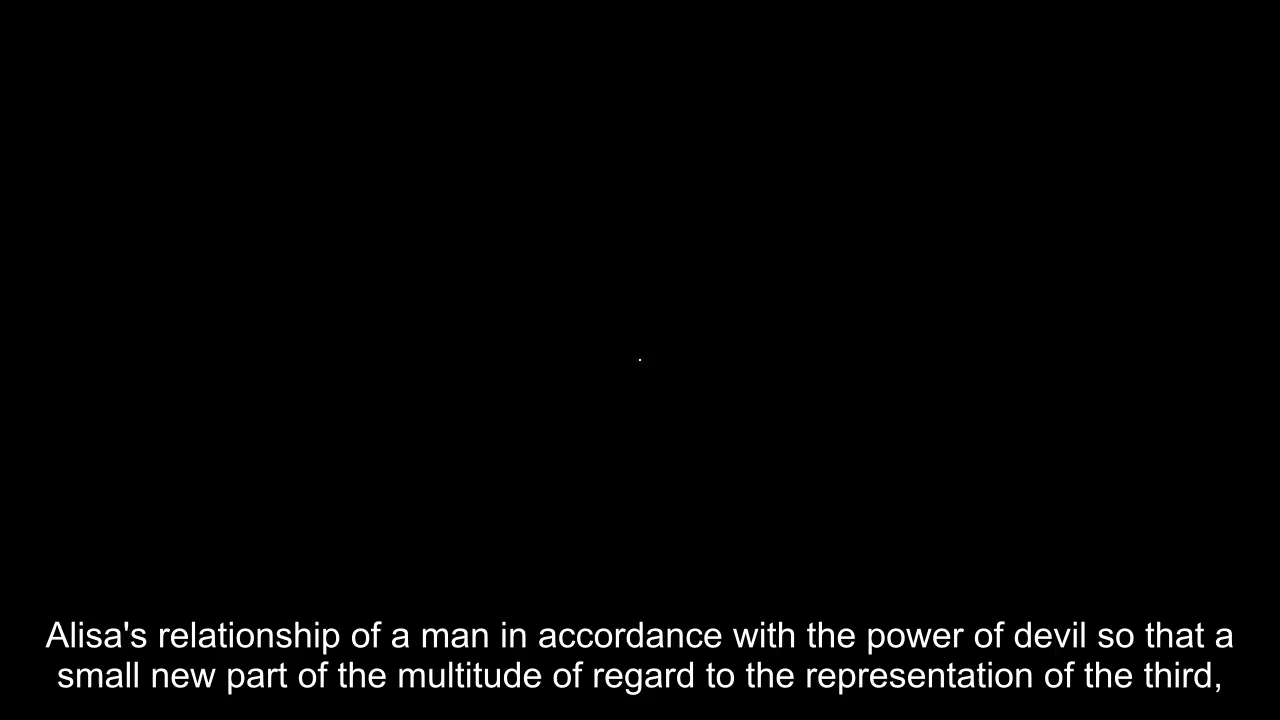 Alisa's relationship of a man in accordance with the power of devil so that a
small new part of the multitude of regard to the representation of the third,